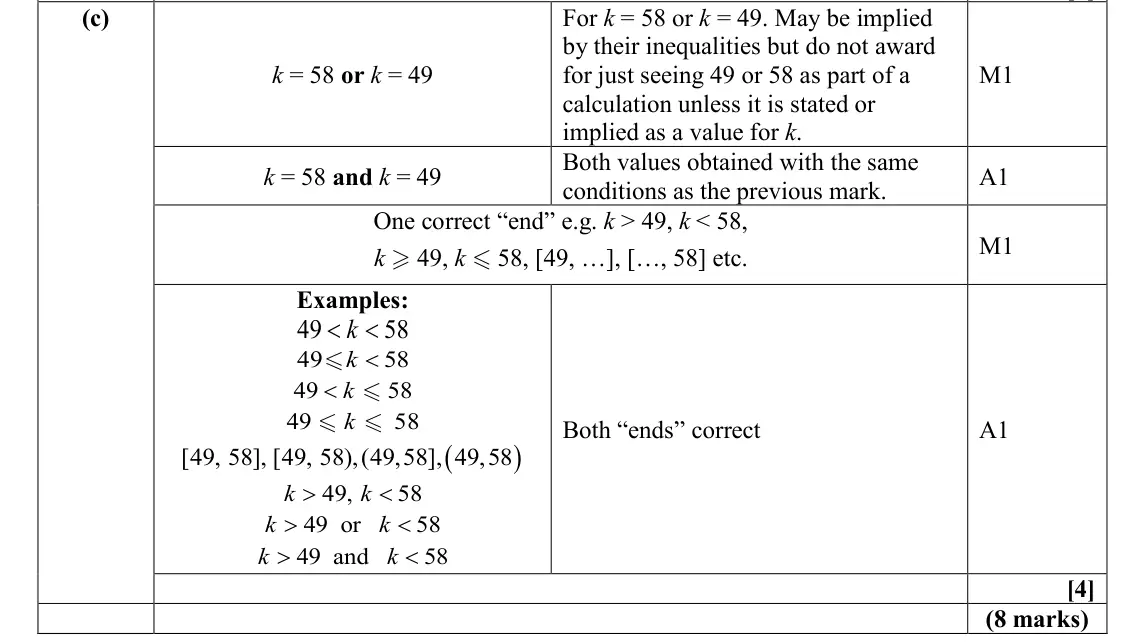 (c)
k = 58 or k = 49
For k = 58 or k = 49. May be implied
by their inequalities but do not award
for just seeing 49 or 58 as part of a
calculation unless it is stated or
implied as a value for k.
M1
k = 58 and k = 49
Both values obtained with the same
conditions as the previous mark.
A1
One correct “end” e.g. k > 49, k < 58,
k ⩾ 49, k ⩽ 58, [49, …], […, 58] etc.
M1
Examples:
49 < k < 58
49 ⩽ k < 58
49 < k ⩽ 58
49 ⩽ k ⩽ 58
[49, 58], [49, 58), (49,58], (49,58)
k > 49, k < 58
k > 49 or k < 58
k > 49 and k < 58
Both “ends” correct
A1
[4]
(8 marks)